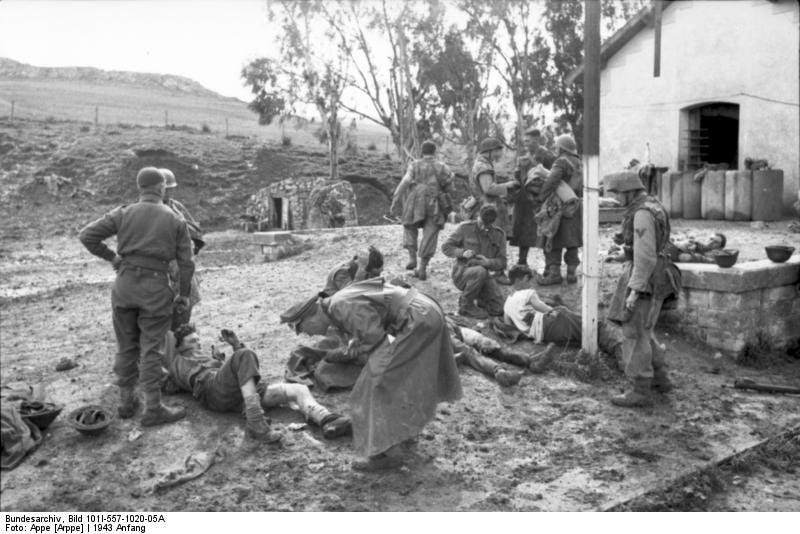 Bundesarchiv, Bild 101I-557-1020-05A
Foto: Appe [Arppe] | 1943 Anfang